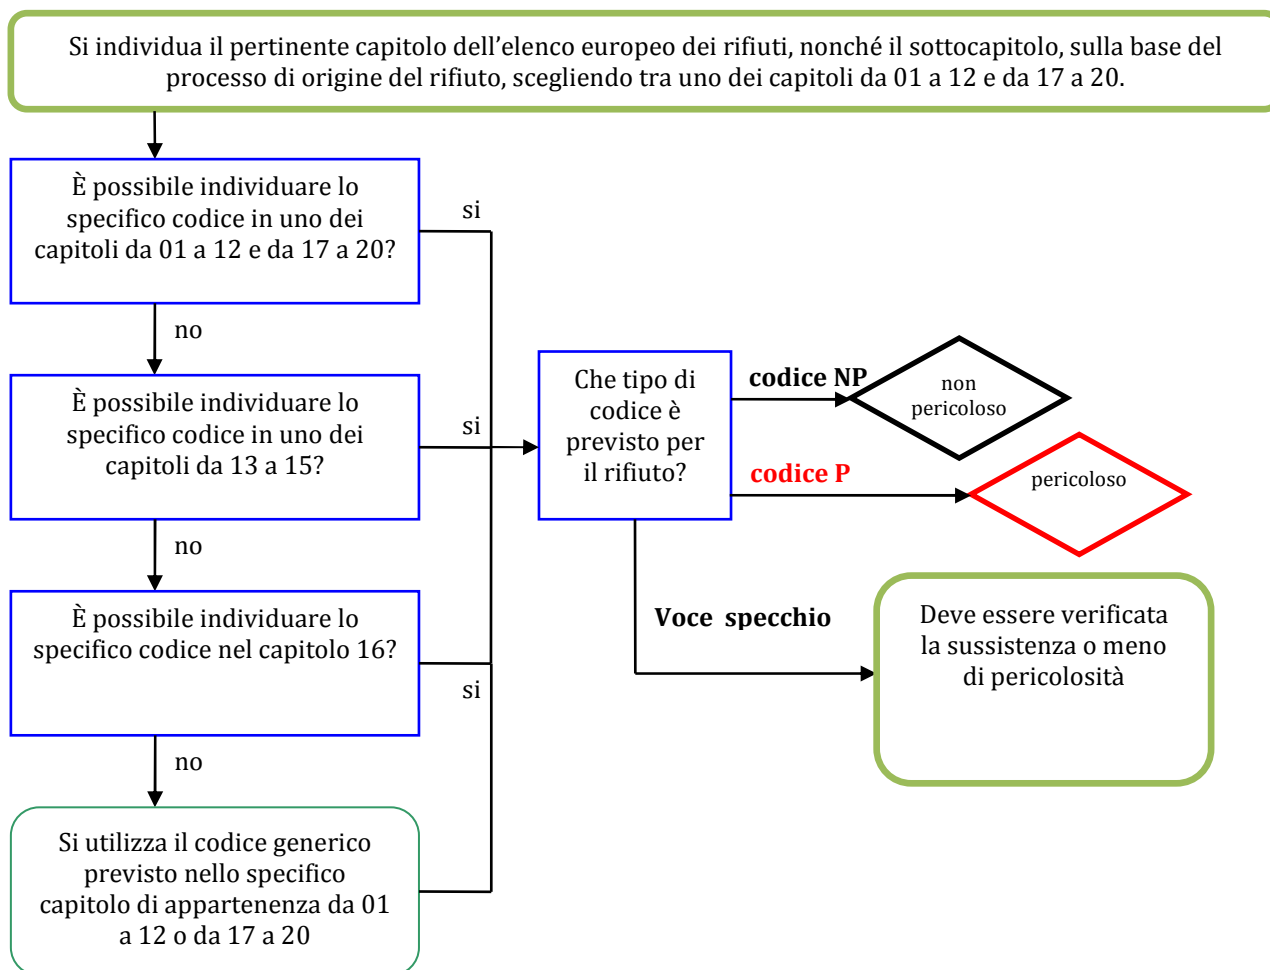 Si individua il pertinente capitolo dell'elenco europeo dei rifiuti, nonché il sottocapitolo, sulla base del
processo di origine del rifiuto, scegliendo tra uno dei capitoli da 01 a 12 e da 17 a 20.
È possibile individuare lo
specifico codice in uno dei
capitoli da 01 a 12 e da 17 a 20?
si
no
È possibile individuare lo
specifico codice in uno dei
capitoli da 13 a 15?
si
no
È possibile individuare lo
specifico codice nel capitolo 16?
si
no
Si utilizza il codice generico
previsto nello specifico
capitolo di appartenenza da 01
a 12 o da 17 a 20
Che tipo di
codice è
previsto per
il rifiuto?
codice NP
non
pericoloso
codice P
pericoloso
Voce specchio
Deve essere verificata
la sussistenza o meno
di pericolosità